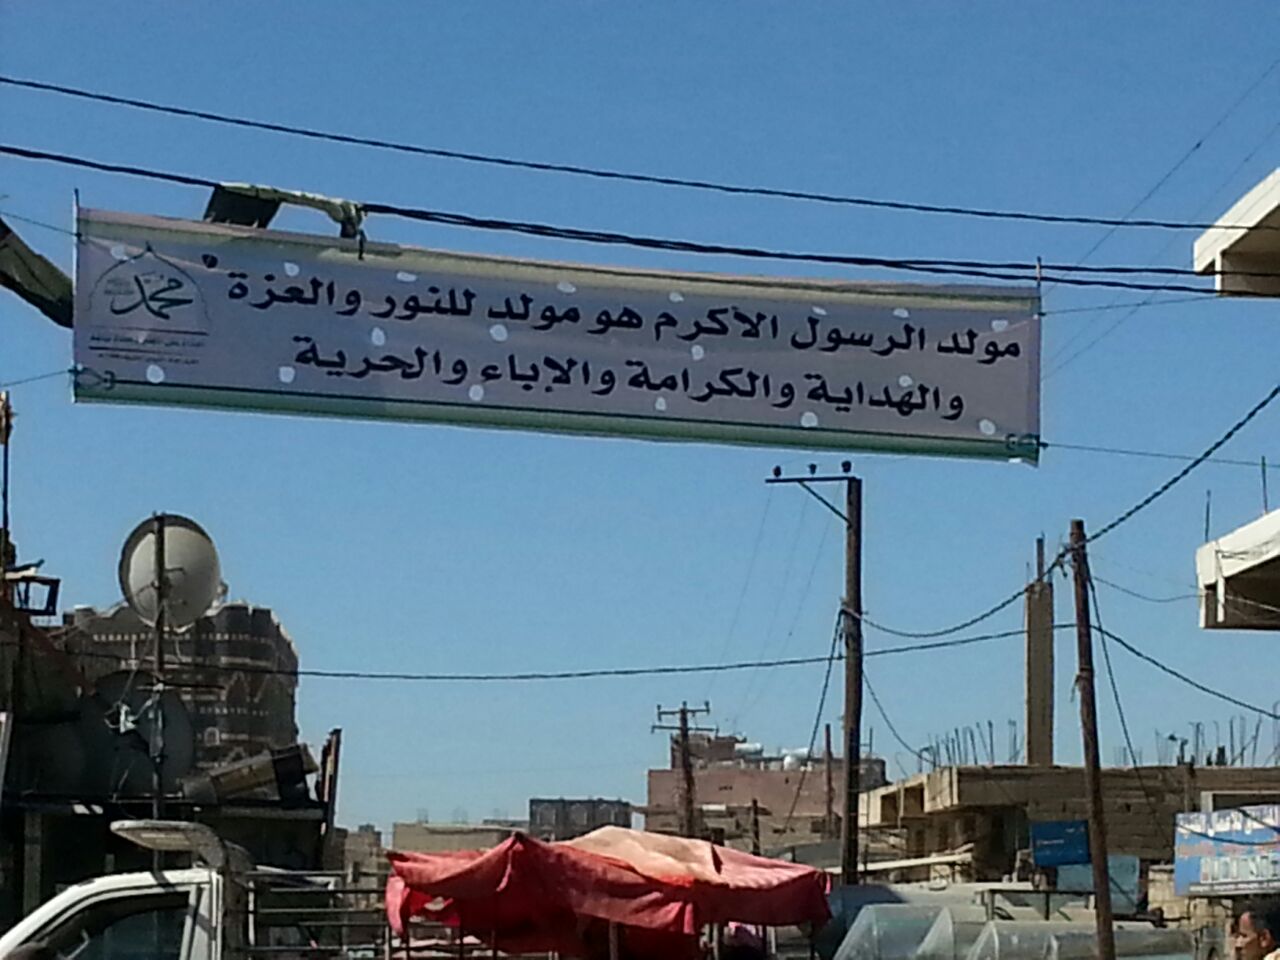 مولد الرسول الأكرم هو مولد للنور والعزة
والهداية والكرامة والإباء والحرية
محمد